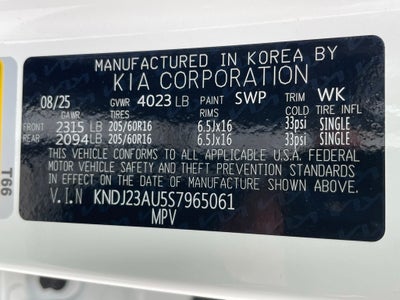 MANUFACTURED IN KOREA BY
KIA CORPORATION
08/25 GVWR 4023 LB PAINT SWP TRIM WK
TIRES RIMS COLD TIRE INFL
FRONT 2315 LB 205/60R16 6.5Jx16 33psi SINGLE
REAR 2094 LB 205/60R16 6.5Jx16 33psi SINGLE
THIS VEHICLE CONFORMS TO ALL APPLICABLE U.S.A. FEDERAL
MOTOR VEHICLE SAFETY AND THEFT PREVENTION STANDARDS
IN EFFECT ON THE DATE OF MANUFACTURE SHOWN ABOVE.
V.I.N KNDJ23AU5S7965061
MPV
T66